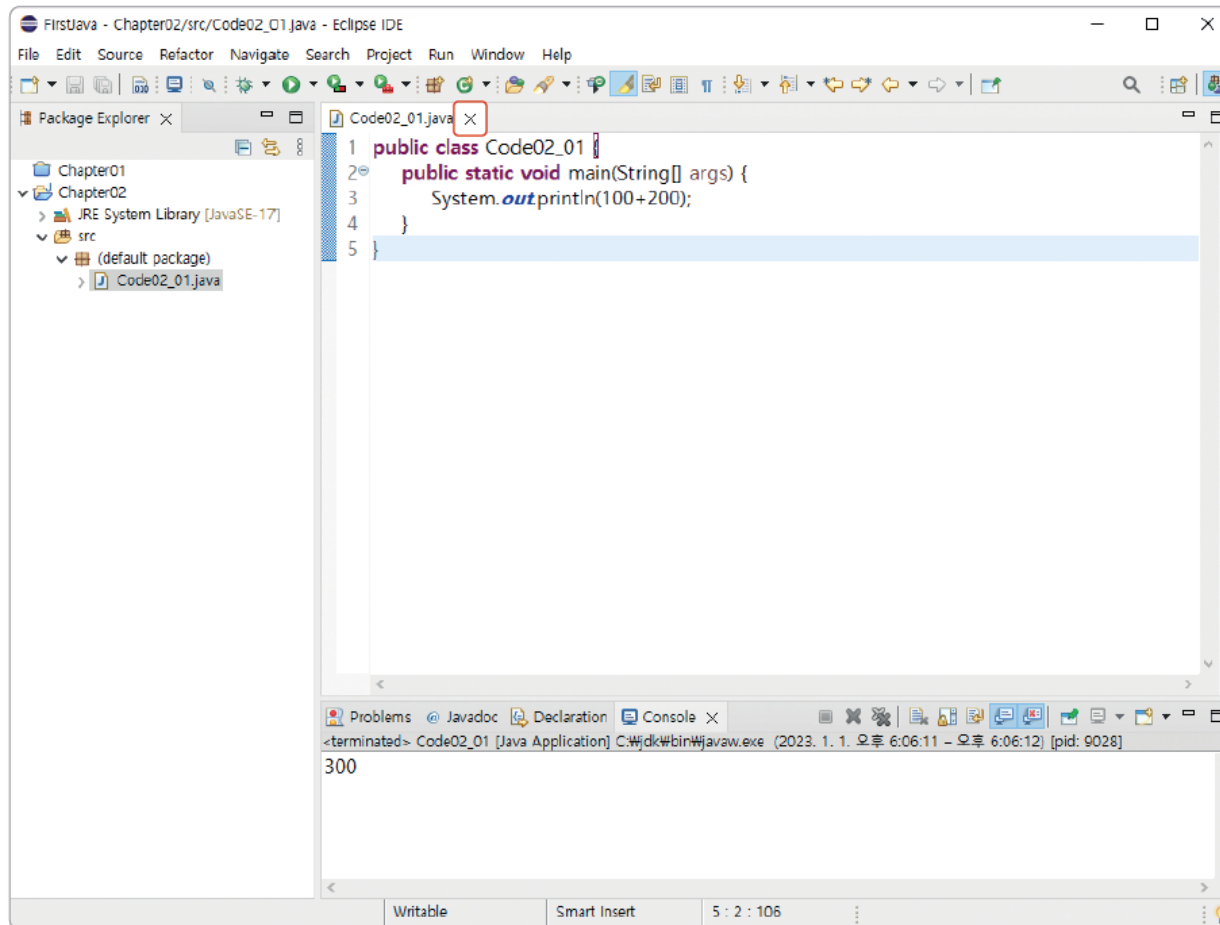 FirstJava - Chapter02/src/Code02_01.java - Eclipse IDE
File Edit Source Refactor Navigate Search Project Run Window Help
Package Explorer
Chapter01
Chapter02
JRE System Library [JavaSE-17]
src
(default package)
Code02_01.java
Code02_01.java
1 public class Code02_01 {
2 public static void main(String[] args) {
3 System.out.println(100+200);
4 }
5 }
Problems @ Javadoc Declaration Console
<terminated> Code02_01 [Java Application] C:₩jdk₩bin₩javaw.exe (2023. 1. 1. 오후 6:06:11 – 오후 6:06:12) [pid: 9028]
300
Writable Smart Insert 5 : 2 : 106